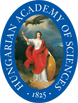 HUNGARIAN ACADEMY OF SCIENCES
· 1825 ·